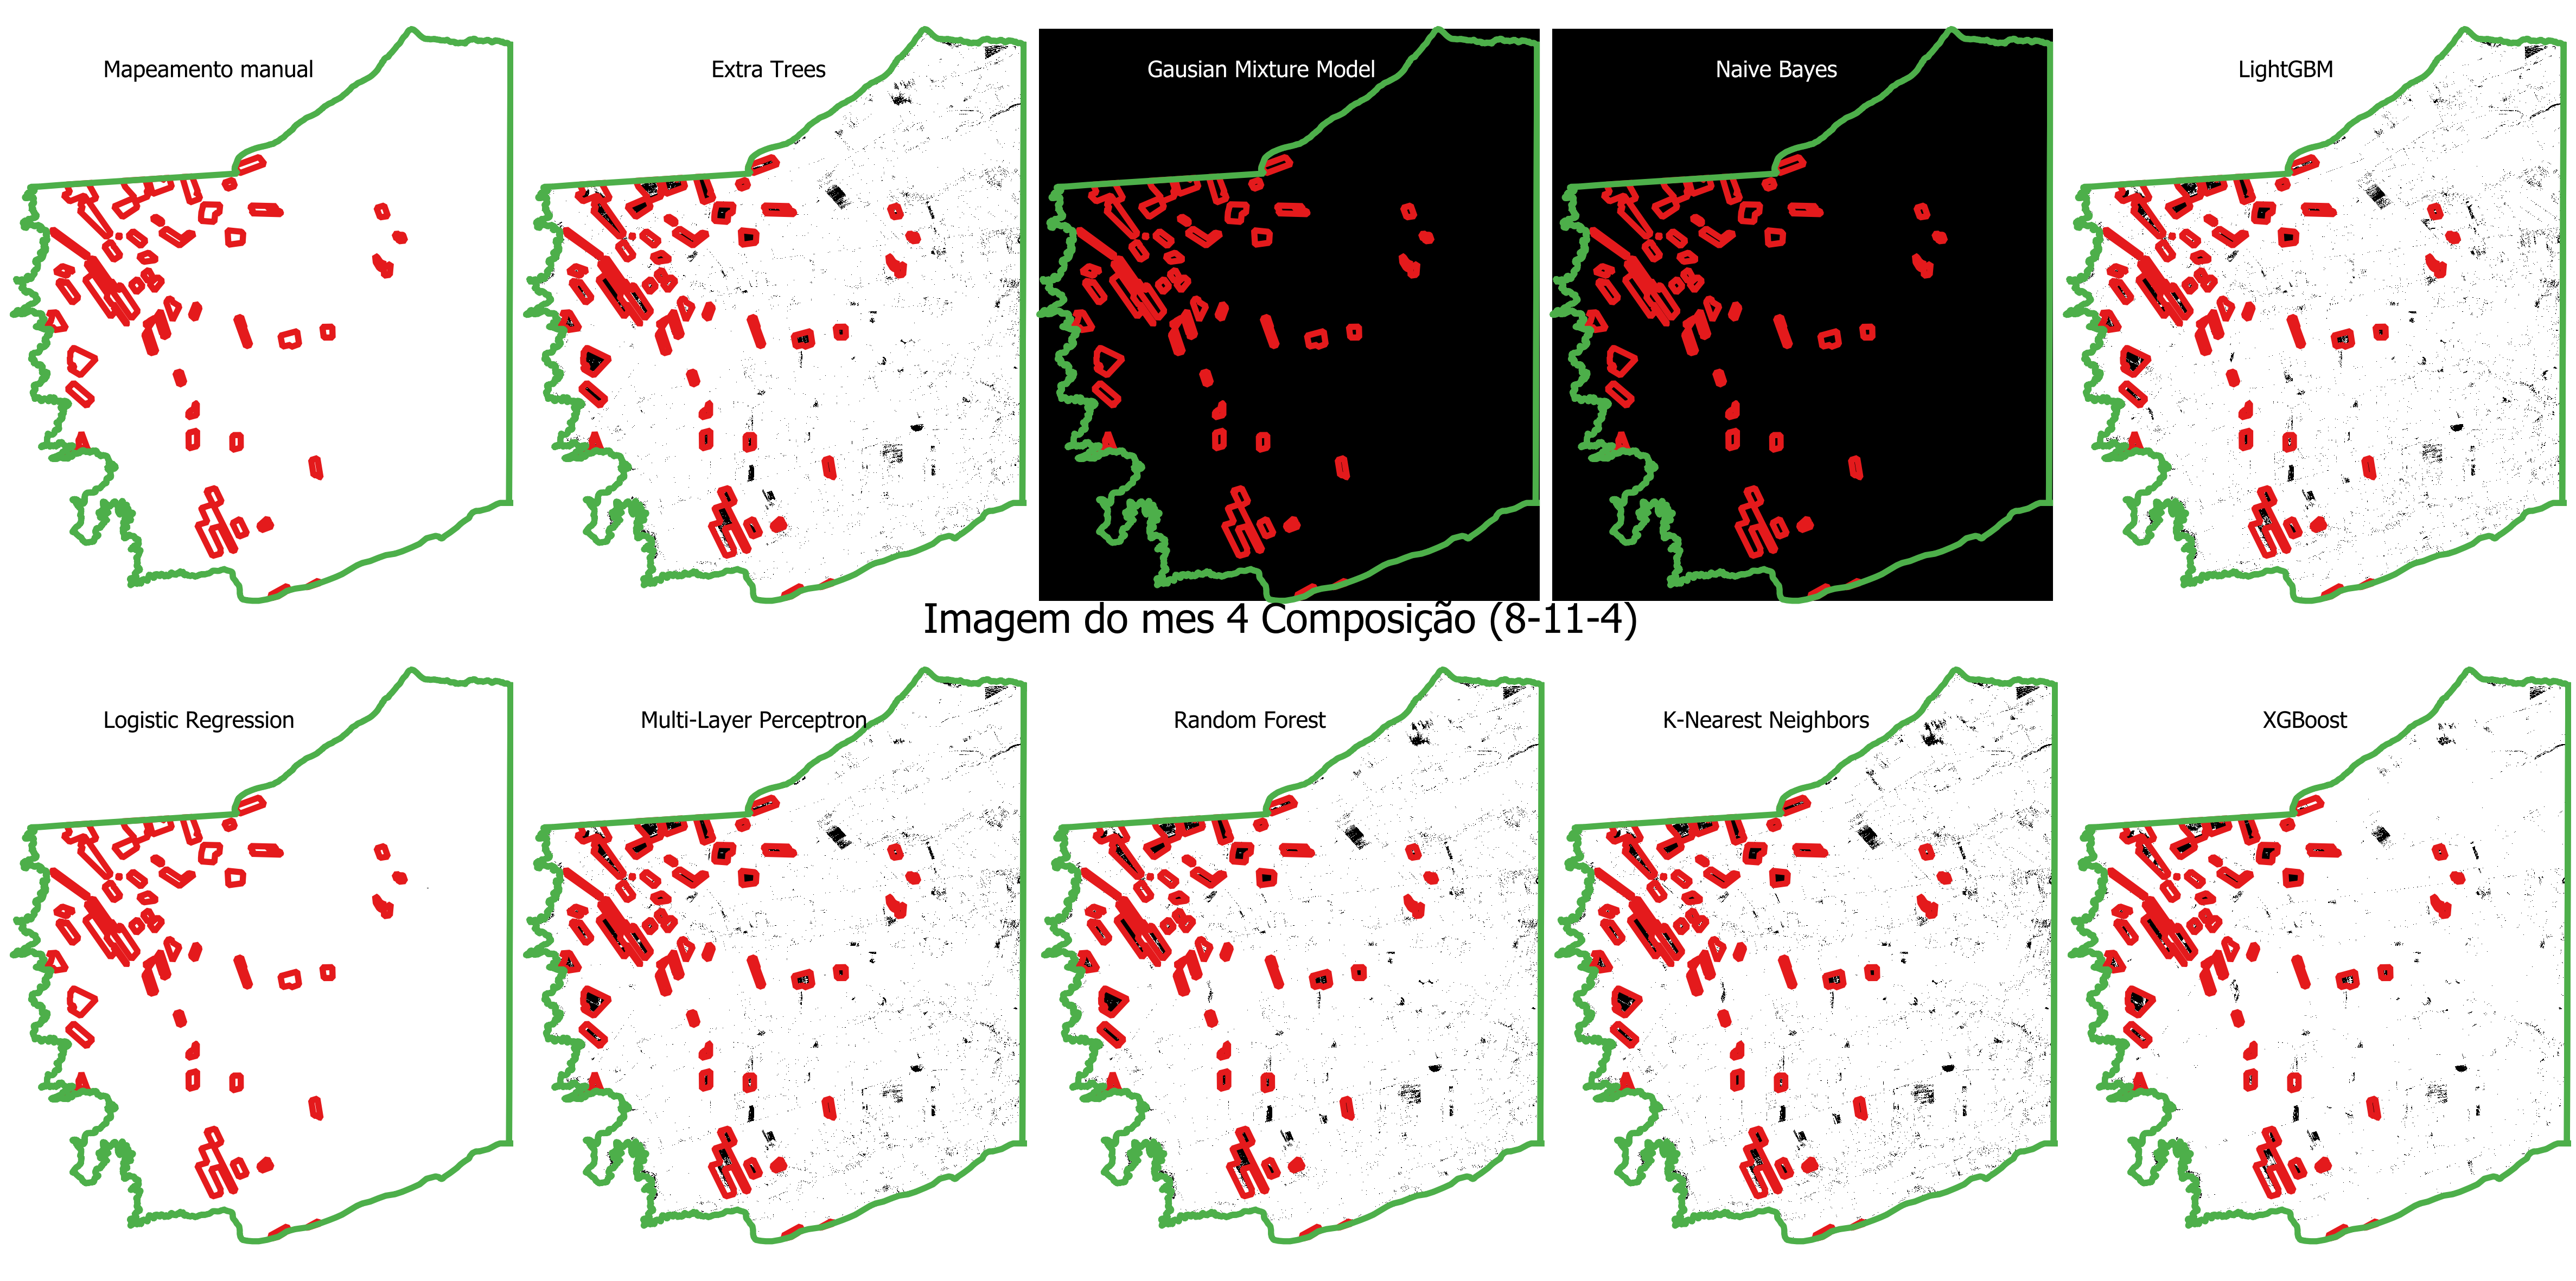 Mapeamento manual
Extra Trees
Gausian Mixture Model
Naive Bayes
LightGBM
Imagem do mes 4 Composição (8-11-4)
Logistic Regression
Multi-Layer Perceptron
Random Forest
K-Nearest Neighbors
XGBoost